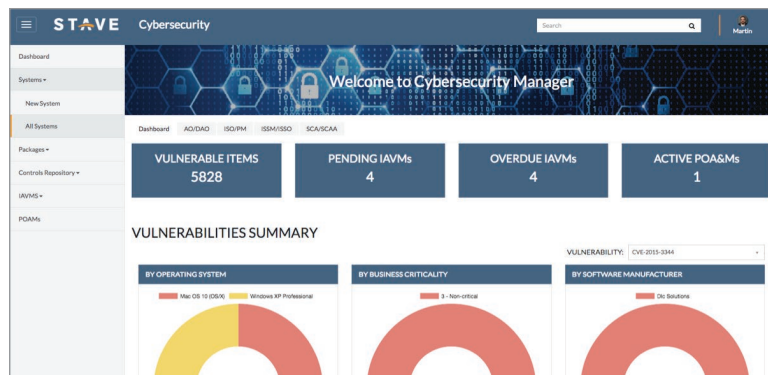 STAVE
Cybersecurity
Search
Martin
Dashboard
Systems
New System
All Systems
Packages
Controls Repository
IAVMS
POAMs
Welcome to Cybersecurity Manager
Dashboard AO/DAO ISO/PM ISSM/ISSO SCA/SCAA
VULNERABLE ITEMS
5828
PENDING IAVMs
4
OVERDUE IAVMs
4
ACTIVE POA&Ms
1
VULNERABILITIES SUMMARY
VULNERABILITY: CVE-2015-3344
BY OPERATING SYSTEM
Mac OS 10 (OS/X) Windows XP Professional
BY BUSINESS CRITICALITY
3 - Non-critical
BY SOFTWARE MANUFACTURER
Dlc Solutions